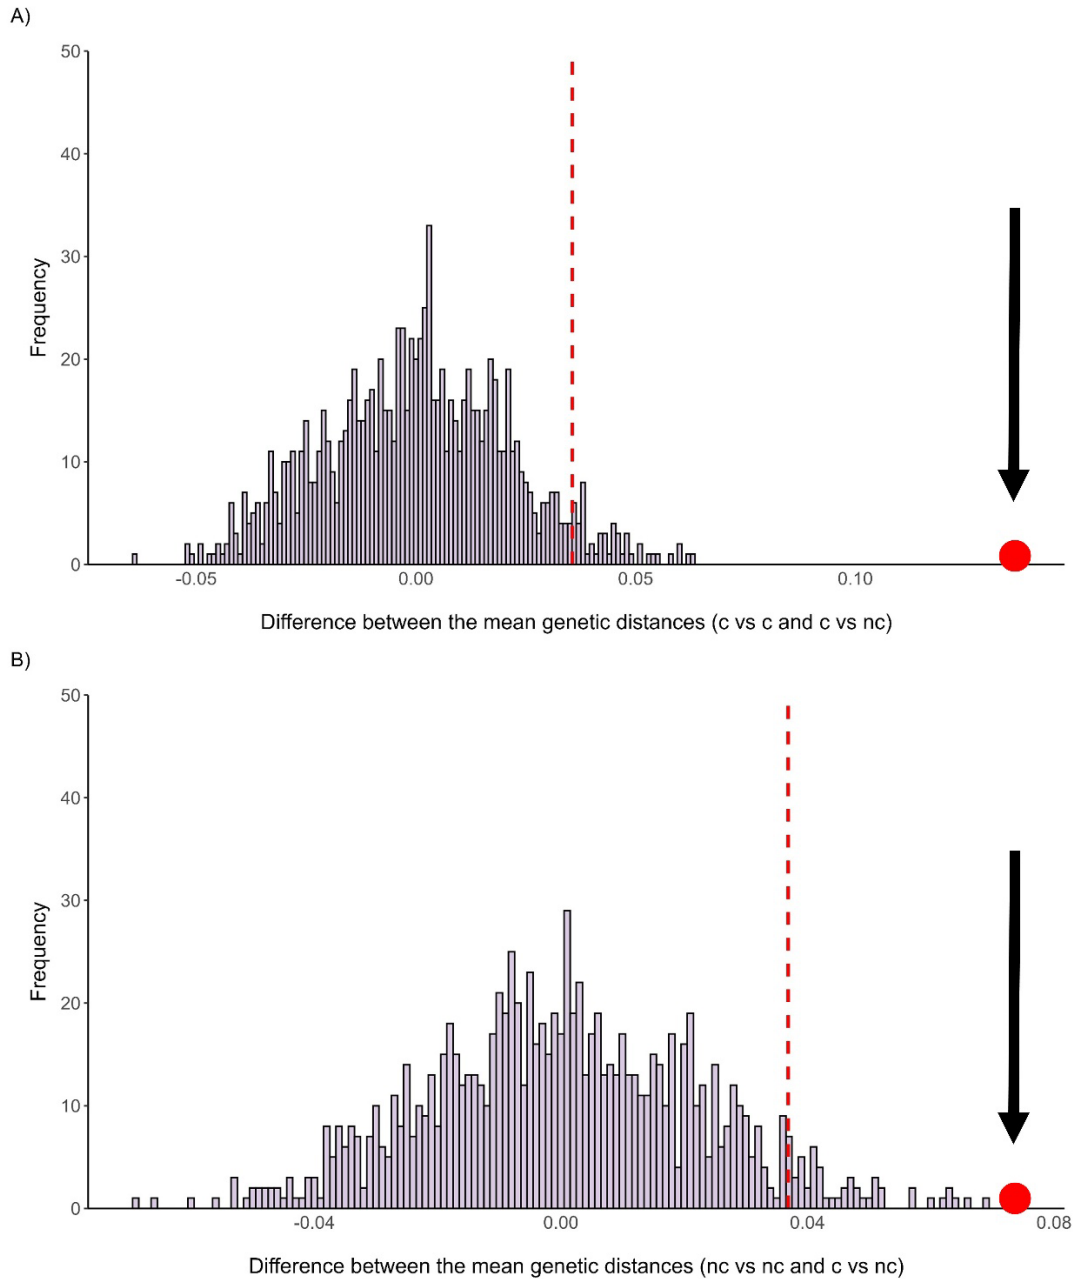 A)
50
40
30
20
10
0
Frequency
-0.05 0.00 0.05 0.10
Difference between the mean genetic distances (c vs c and c vs nc)
B)
50
40
30
20
10
0
Frequency
-0.04 0.00 0.04 0.08
Difference between the mean genetic distances (nc vs nc and c vs nc)